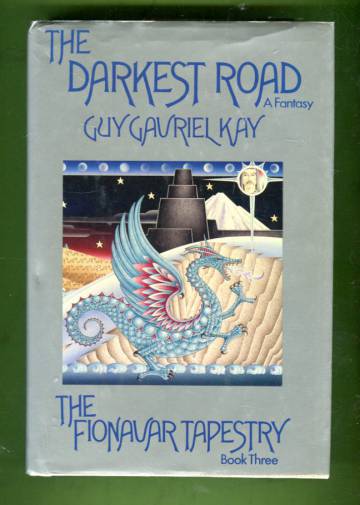 THE
DARKEST ROAD
A Fantasy
GUY GAVRIEL KAY
THE
FIONAVAR TAPESTRY
Book Three